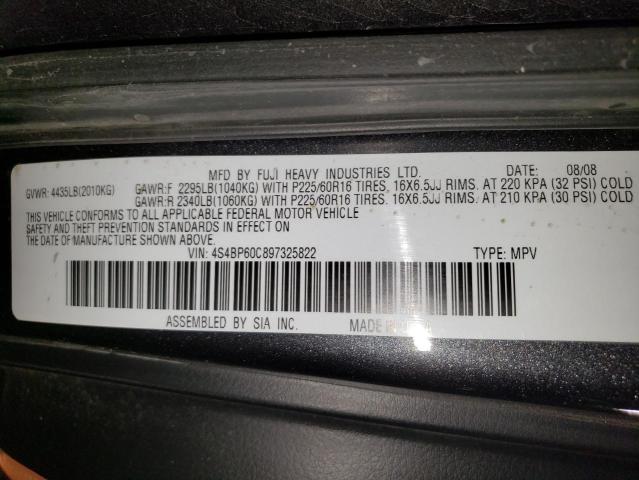 MFD BY FUJI HEAVY INDUSTRIES LTD. DATE: 08/08
GVWR: 4435LB(2010KG) GAWR:F 2295LB(1040KG) WITH P225/60R16 TIRES, 16X6.5JJ RIMS. AT 220 KPA (32 PSI) COLD
GAWR:R 2340LB(1060KG) WITH P225/60R16 TIRES, 16X6.5JJ RIMS. AT 210 KPA (30 PSI) COLD
THIS VEHICLE CONFORMS TO ALL APPLICABLE FEDERAL MOTOR VEHICLE
SAFETY AND THEFT PREVENTION STANDARDS IN EFFECT ON
THE DATE OF MANUFACTURE SHOWN ABOVE.
VIN: 4S4BP60C897325822 TYPE: MPV
ASSEMBLED BY SIA INC. MADE IN